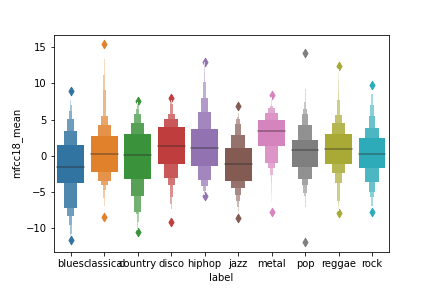 15
10
5
0
−5
−10
mfcc18_mean
blues classical country disco hiphop jazz metal pop reggae rock
label